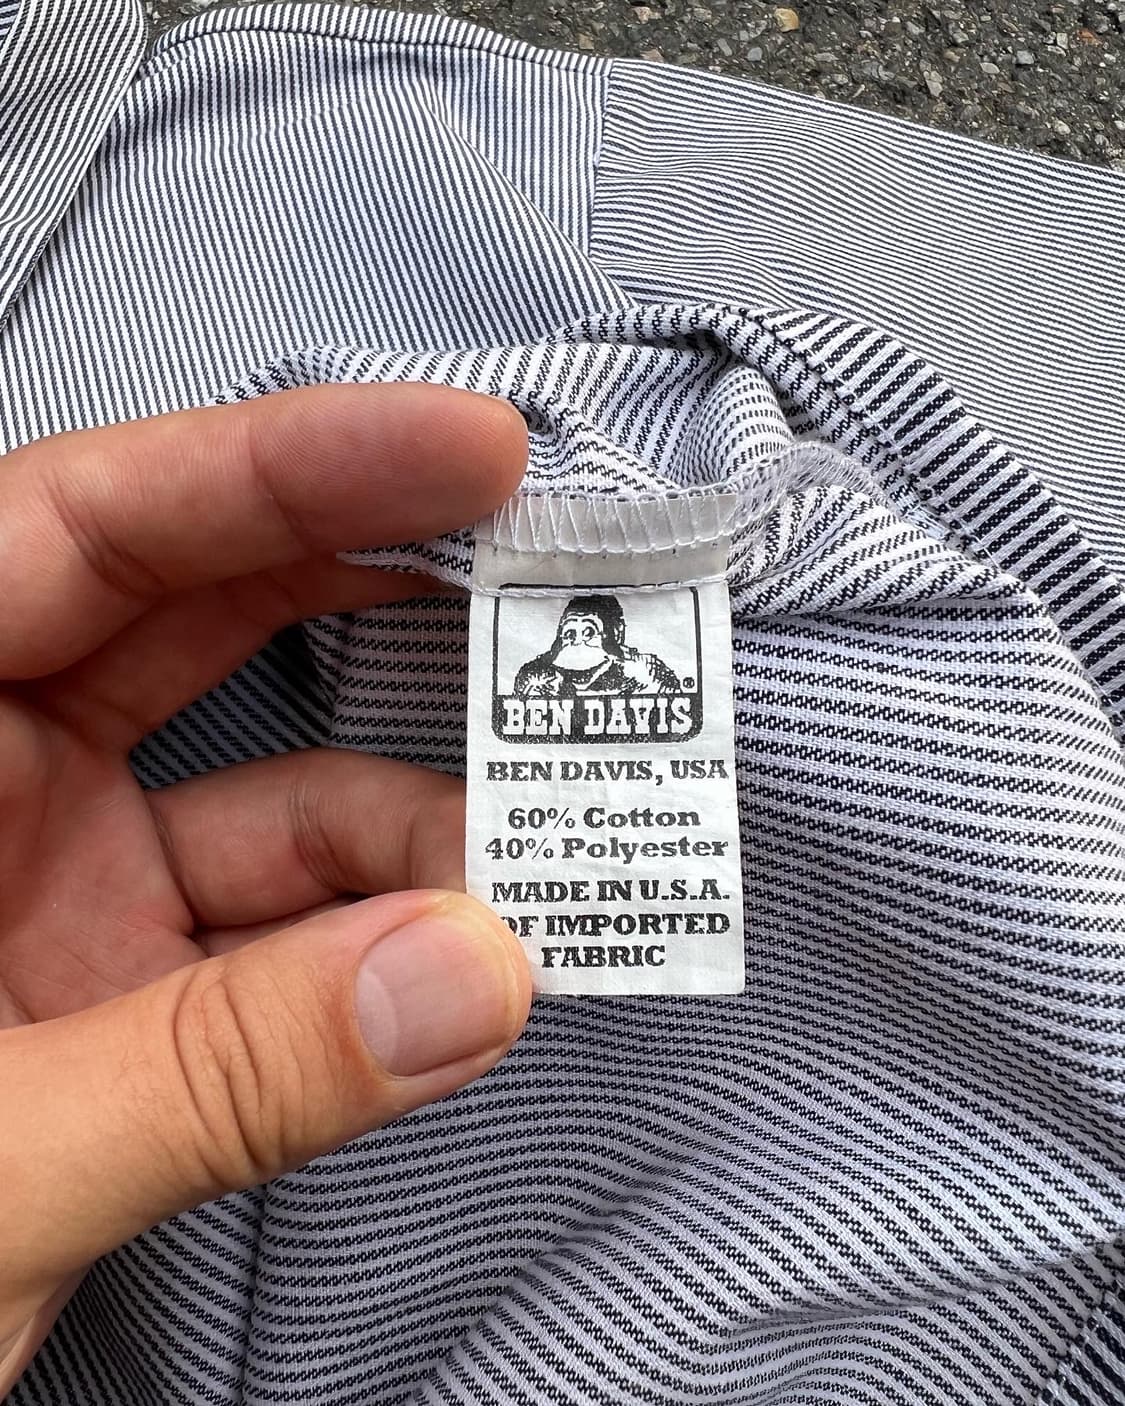 BEN DAVIS
®
BEN DAVIS, USA
60% Cotton
40% Polyester
MADE IN U.S.A.
OF IMPORTED
FABRIC